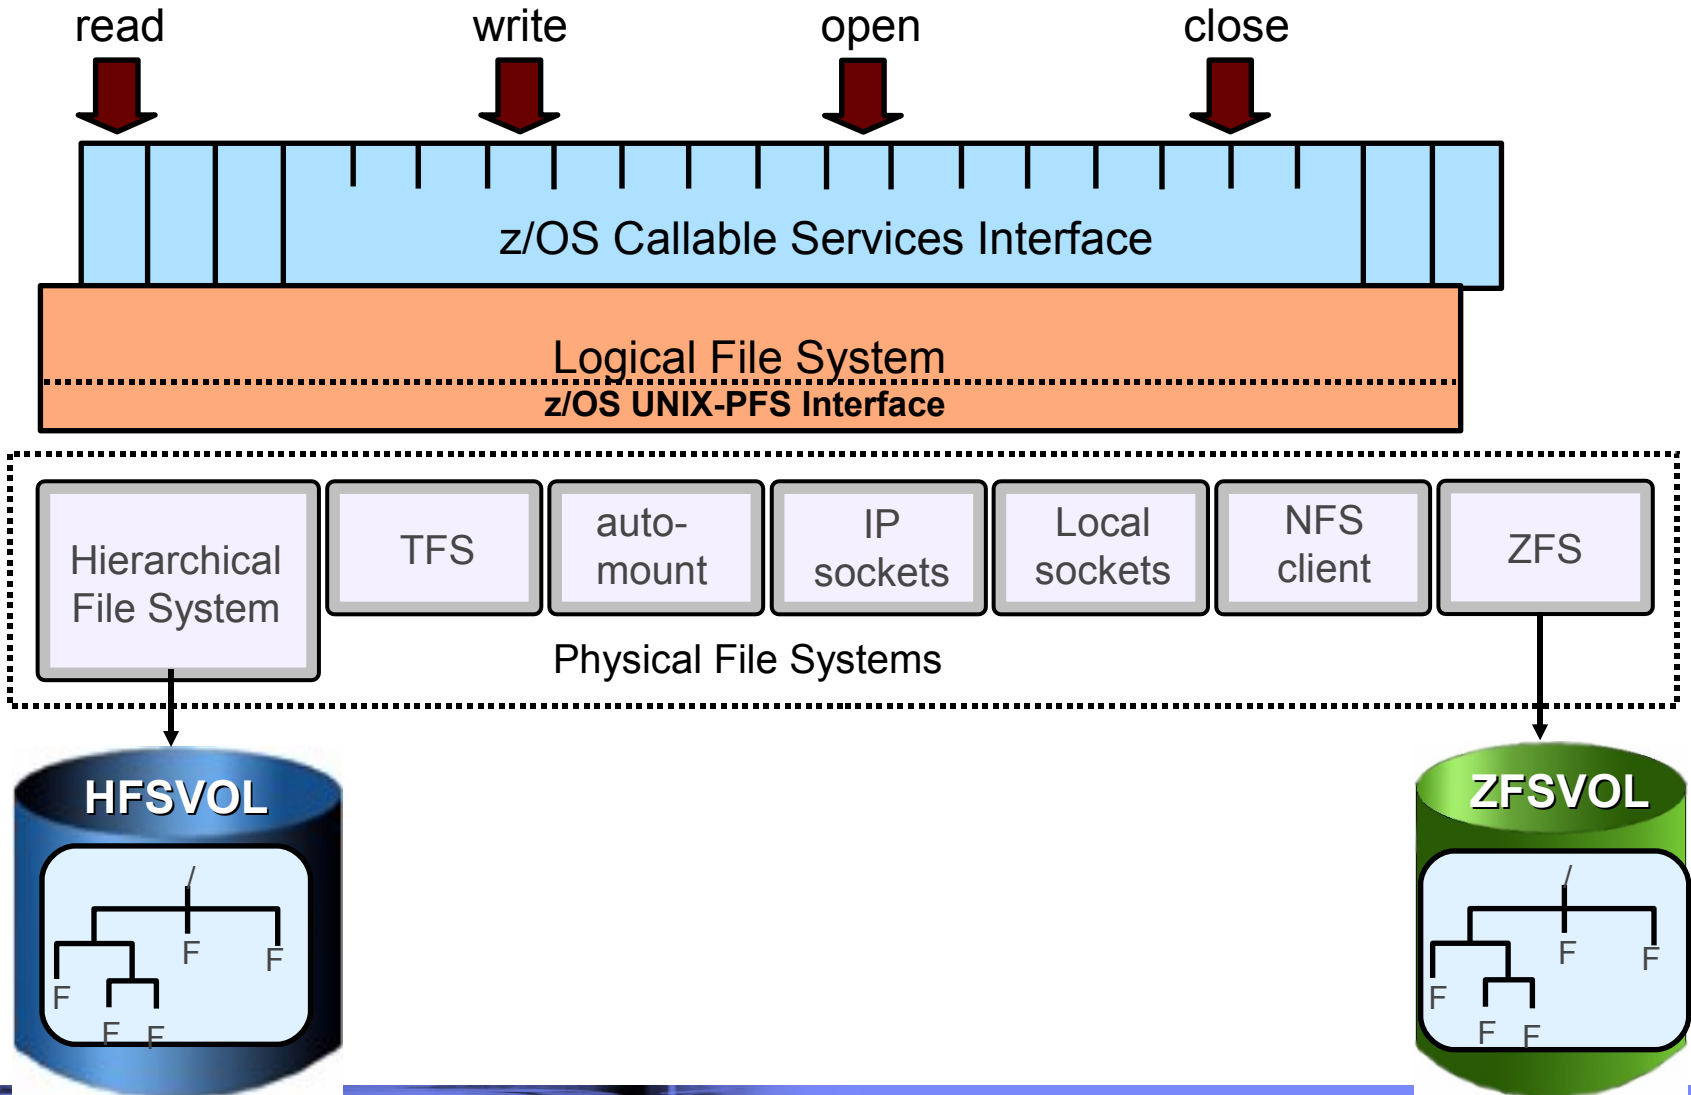 read write open close
z/OS Callable Services Interface
Logical File System
z/OS UNIX-PFS Interface
Hierarchical
File System
TFS
auto-
mount
IP
sockets
Local
sockets
NFS
client
ZFS
Physical File Systems
HFSVOL
/
F
F
F
F
F
ZFSVOL
/
F
F
F
F
F